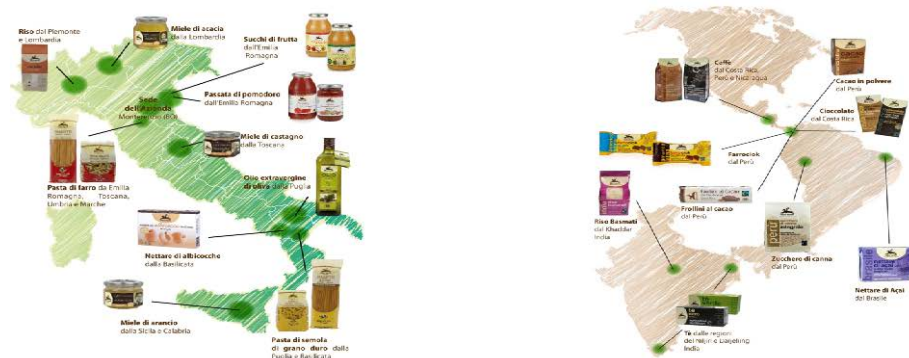 Riso dal Piemonte
e Lombardia
Miele di acacia
dalla Lombardia
Succhi di frutta
dall'Emilia
Romagna
Passata di pomodoro
dall'Emilia Romagna
Sede
dell'Azienda
Miele di castagno
dalla Toscana
Pasta di farro da Emilia
Romagna, Toscana,
Umbria e Marche
Olio extravergine
di oliva dalla Puglia
Nettare di albicocche
dalla Basilicata
Miele di arancio
dalla Sicilia e Calabria
Pasta di semola
di grano duro dalla
Puglia e Basilicata
Caffè
dal Costa Rica,
Perù e Nicaragua
Cacao in polvere
dal Perù
Cioccolato
dal Costa Rica
Farrociok
dal Perù
Frollini al cacao
dal Perù
Riso Basmati
dal Khaddar
India
Zucchero di canna
dal Perù
Nettare di Açai
dal Brasile
Tè dalle regioni
del Nilgiri e Darjeeling
India